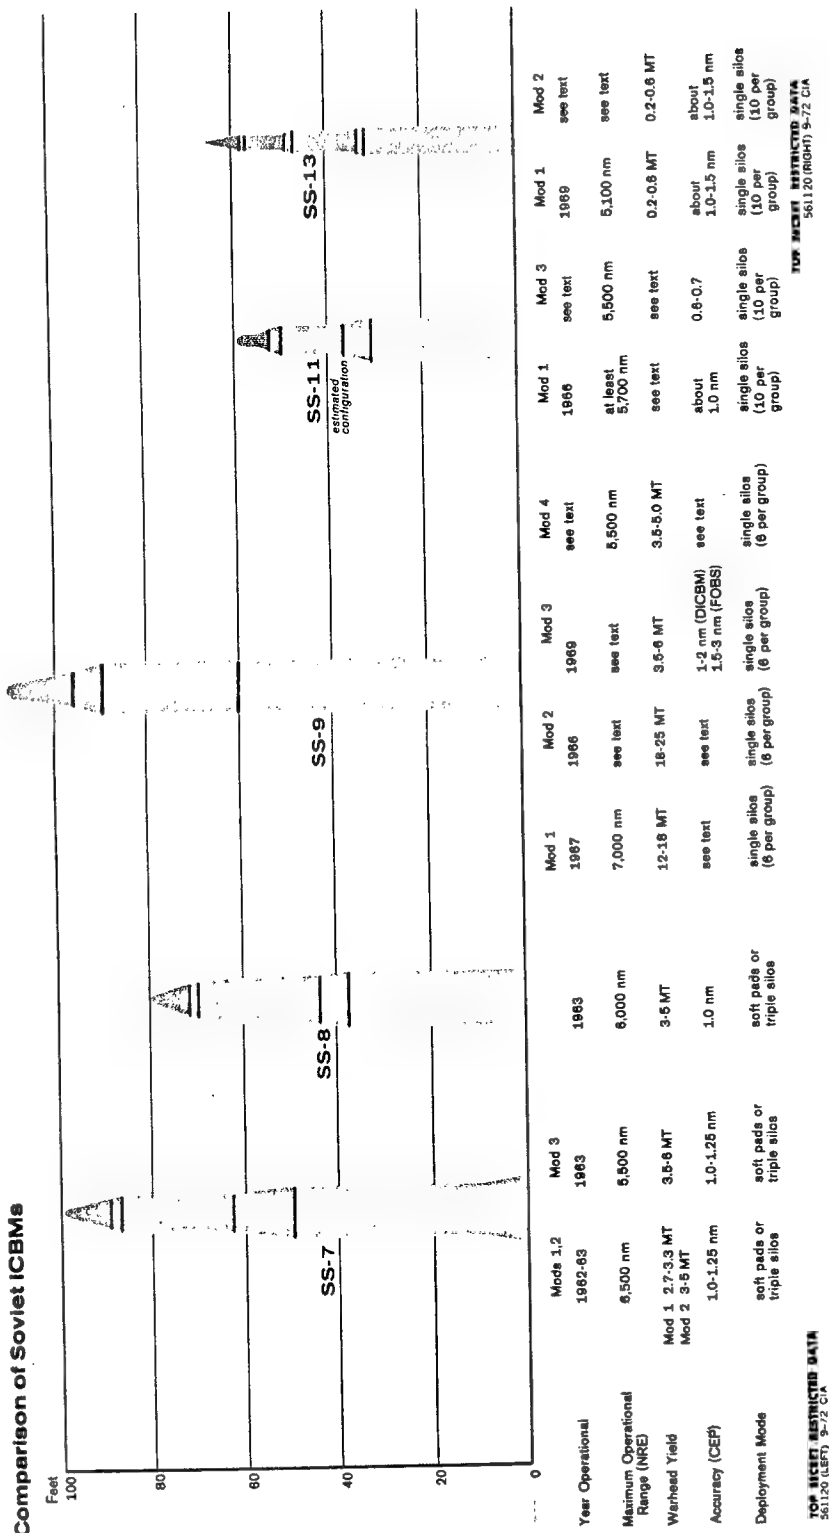 Comparison of Soviet ICBMs
Feet
100
80
60
40
20
0
SS-7
SS-8
SS-9
SS-11
estimated
configuration
SS-13
Mods 1,2
Mod 3
Mod 1
Mod 2
Mod 3
Mod 4
Mod 1
Mod 3
Mod 1
Mod 2
Year Operational
1962-63
1963
1963
1967
1966
1969
see text
1966
see text
1969
see text
Maximum Operational
Range (NRE)
6,500 nm
5,500 nm
6,000 nm
7,000 nm
see text
see text
5,500 nm
at least
5,700 nm
5,500 nm
5,100 nm
see text
Warhead Yield
Mod 1 2.7-3.3 MT
Mod 2 3-5 MT
3.5-6 MT
3-5 MT
12-18 MT
18-25 MT
3.5-6 MT
3.5-5.0 MT
see text
see text
0.2-0.6 MT
0.2-0.6 MT
Accuracy (CEP)
1.0-1.25 nm
1.0-1.25 nm
1.0 nm
see text
see text
1-2 nm (DICBM)
1.5-3 nm (FOBS)
see text
about
1.0 nm
0.6-0.7
about
1.0-1.5 nm
about
1.0-1.5 nm
Deployment Mode
soft pads or
triple silos
soft pads or
triple silos
soft pads or
triple silos
single silos
(6 per group)
single silos
(6 per group)
single silos
(6 per group)
single silos
(6 per group)
single silos
(10 per
group)
single silos
(10 per
group)
single silos
(10 per
group)
single silos
(10 per
group)
TOP SECRET RESTRICTED DATA
561120 (LEFT) 9-72 CIA
TOP SECRET RESTRICTED DATA
561120 (RIGHT) 9-72 CIA